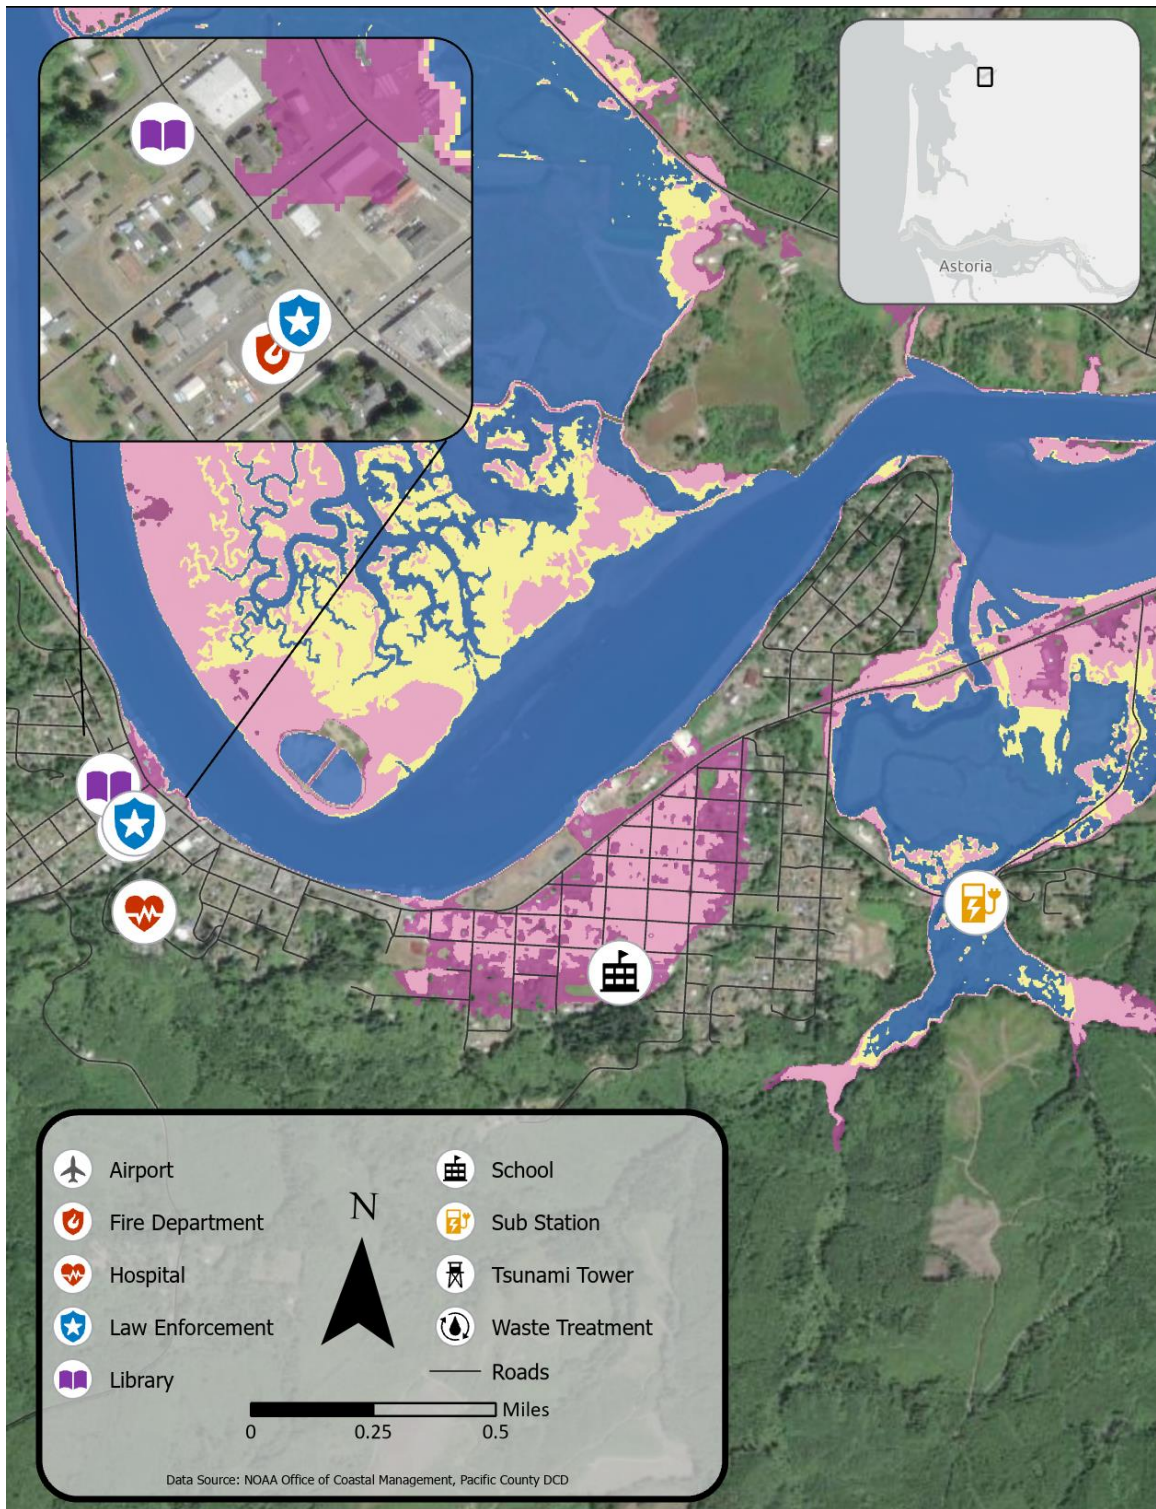 Astoria
Airport
Fire Department
Hospital
Law Enforcement
Library
N
School
Sub Station
Tsunami Tower
Waste Treatment
Roads
Miles
0 0.25 0.5
Data Source: NOAA Office of Coastal Management, Pacific County DCD